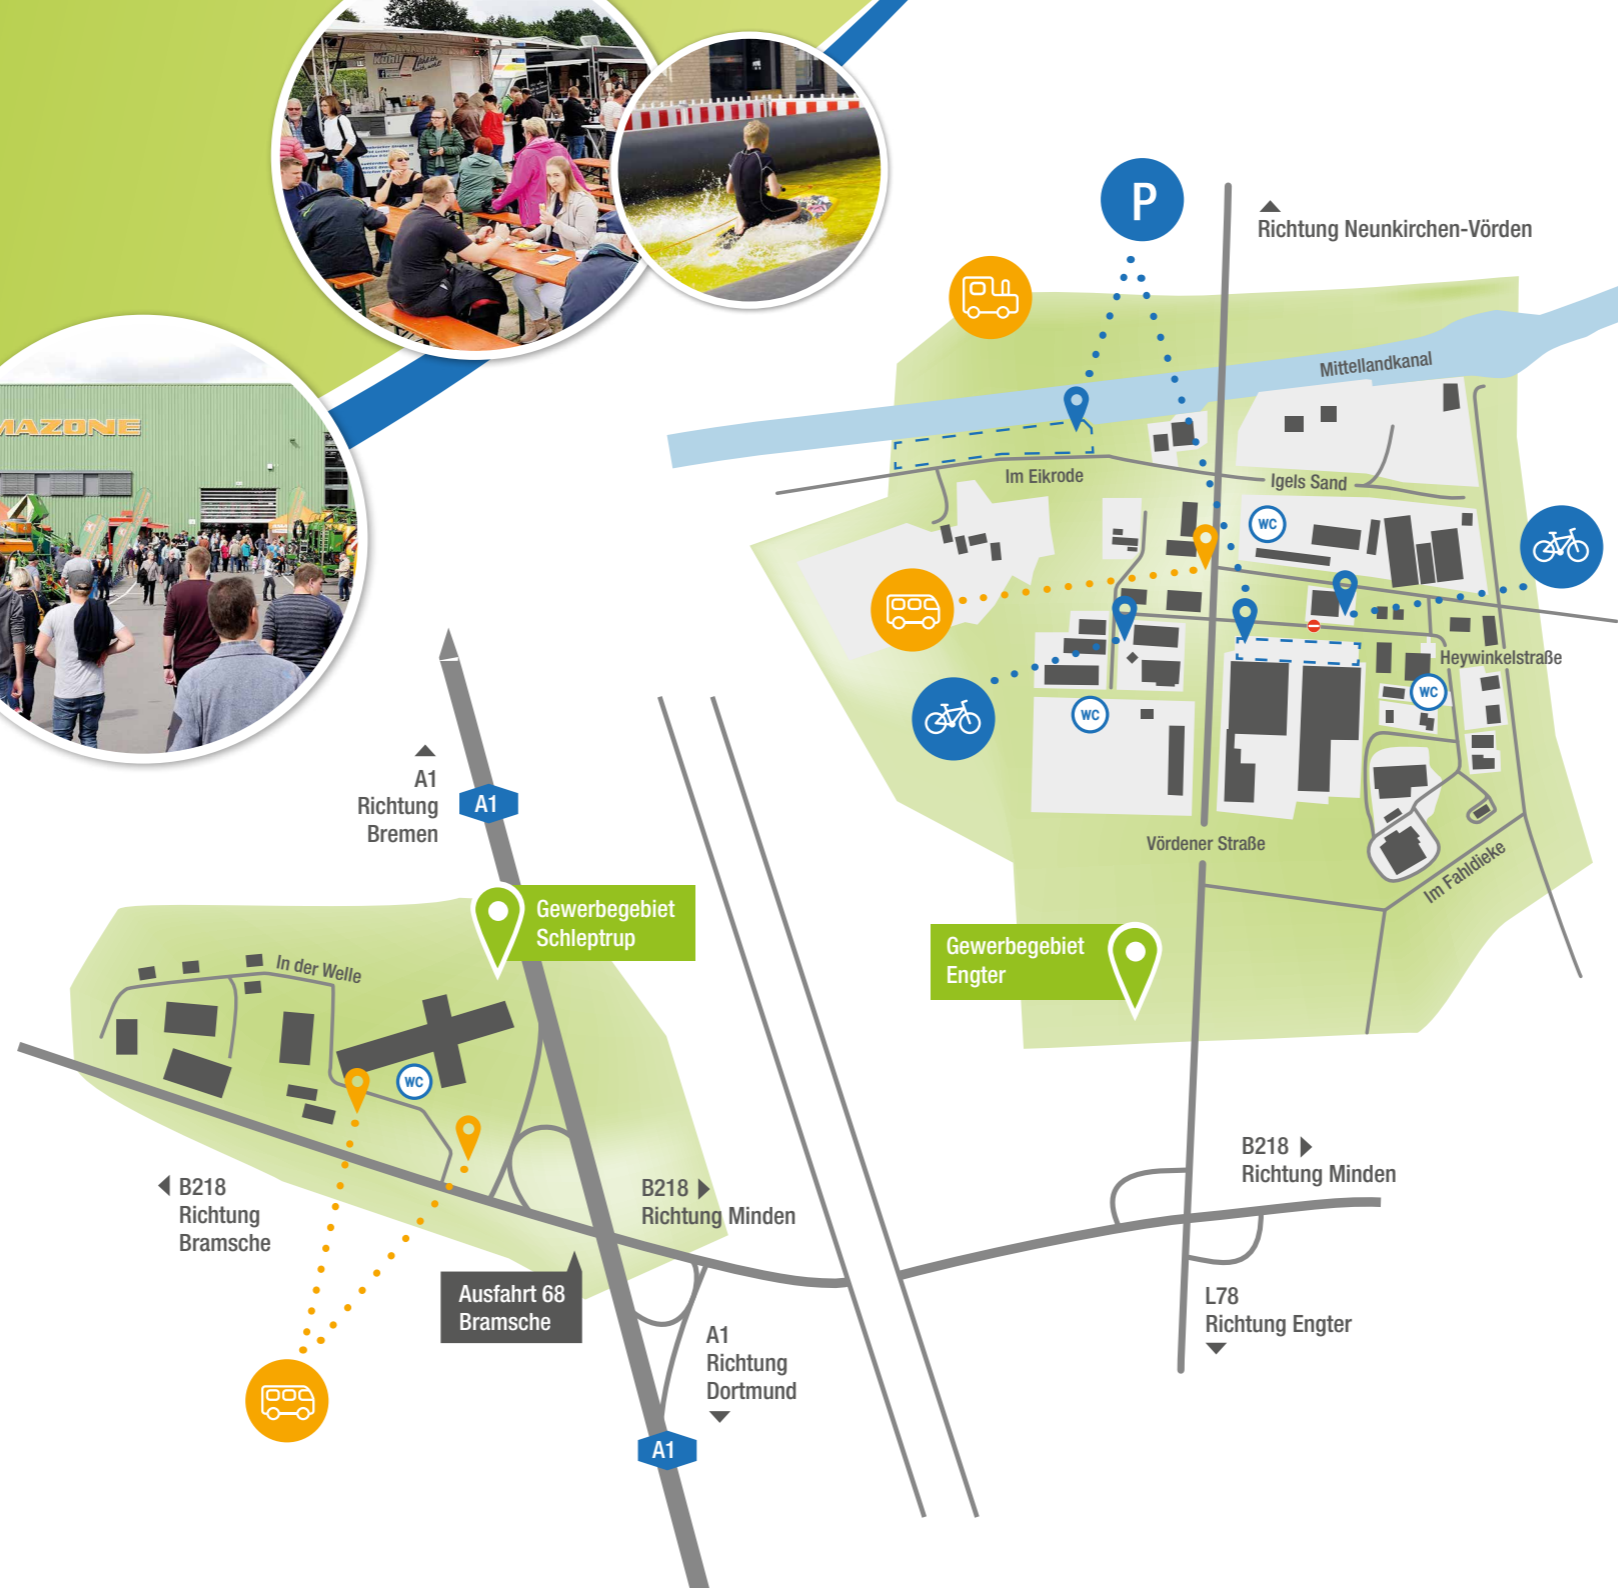 Kuhl
AMAZONE
P
Richtung Neunkirchen-Vörden
Mittellandkanal
Im Eikrode
Igels Sand
WC
Heywinkelstraße
WC
WC
Vördener Straße
Im Fahldieke
A1
Richtung
Bremen
A1
Gewerbegebiet
Schleptrup
Gewerbegebiet
Engter
In der Welle
WC
B218
Richtung
Bramsche
B218
Richtung Minden
B218
Richtung Minden
Ausfahrt 68
Bramsche
L78
Richtung Engter
A1
Richtung
Dortmund
A1